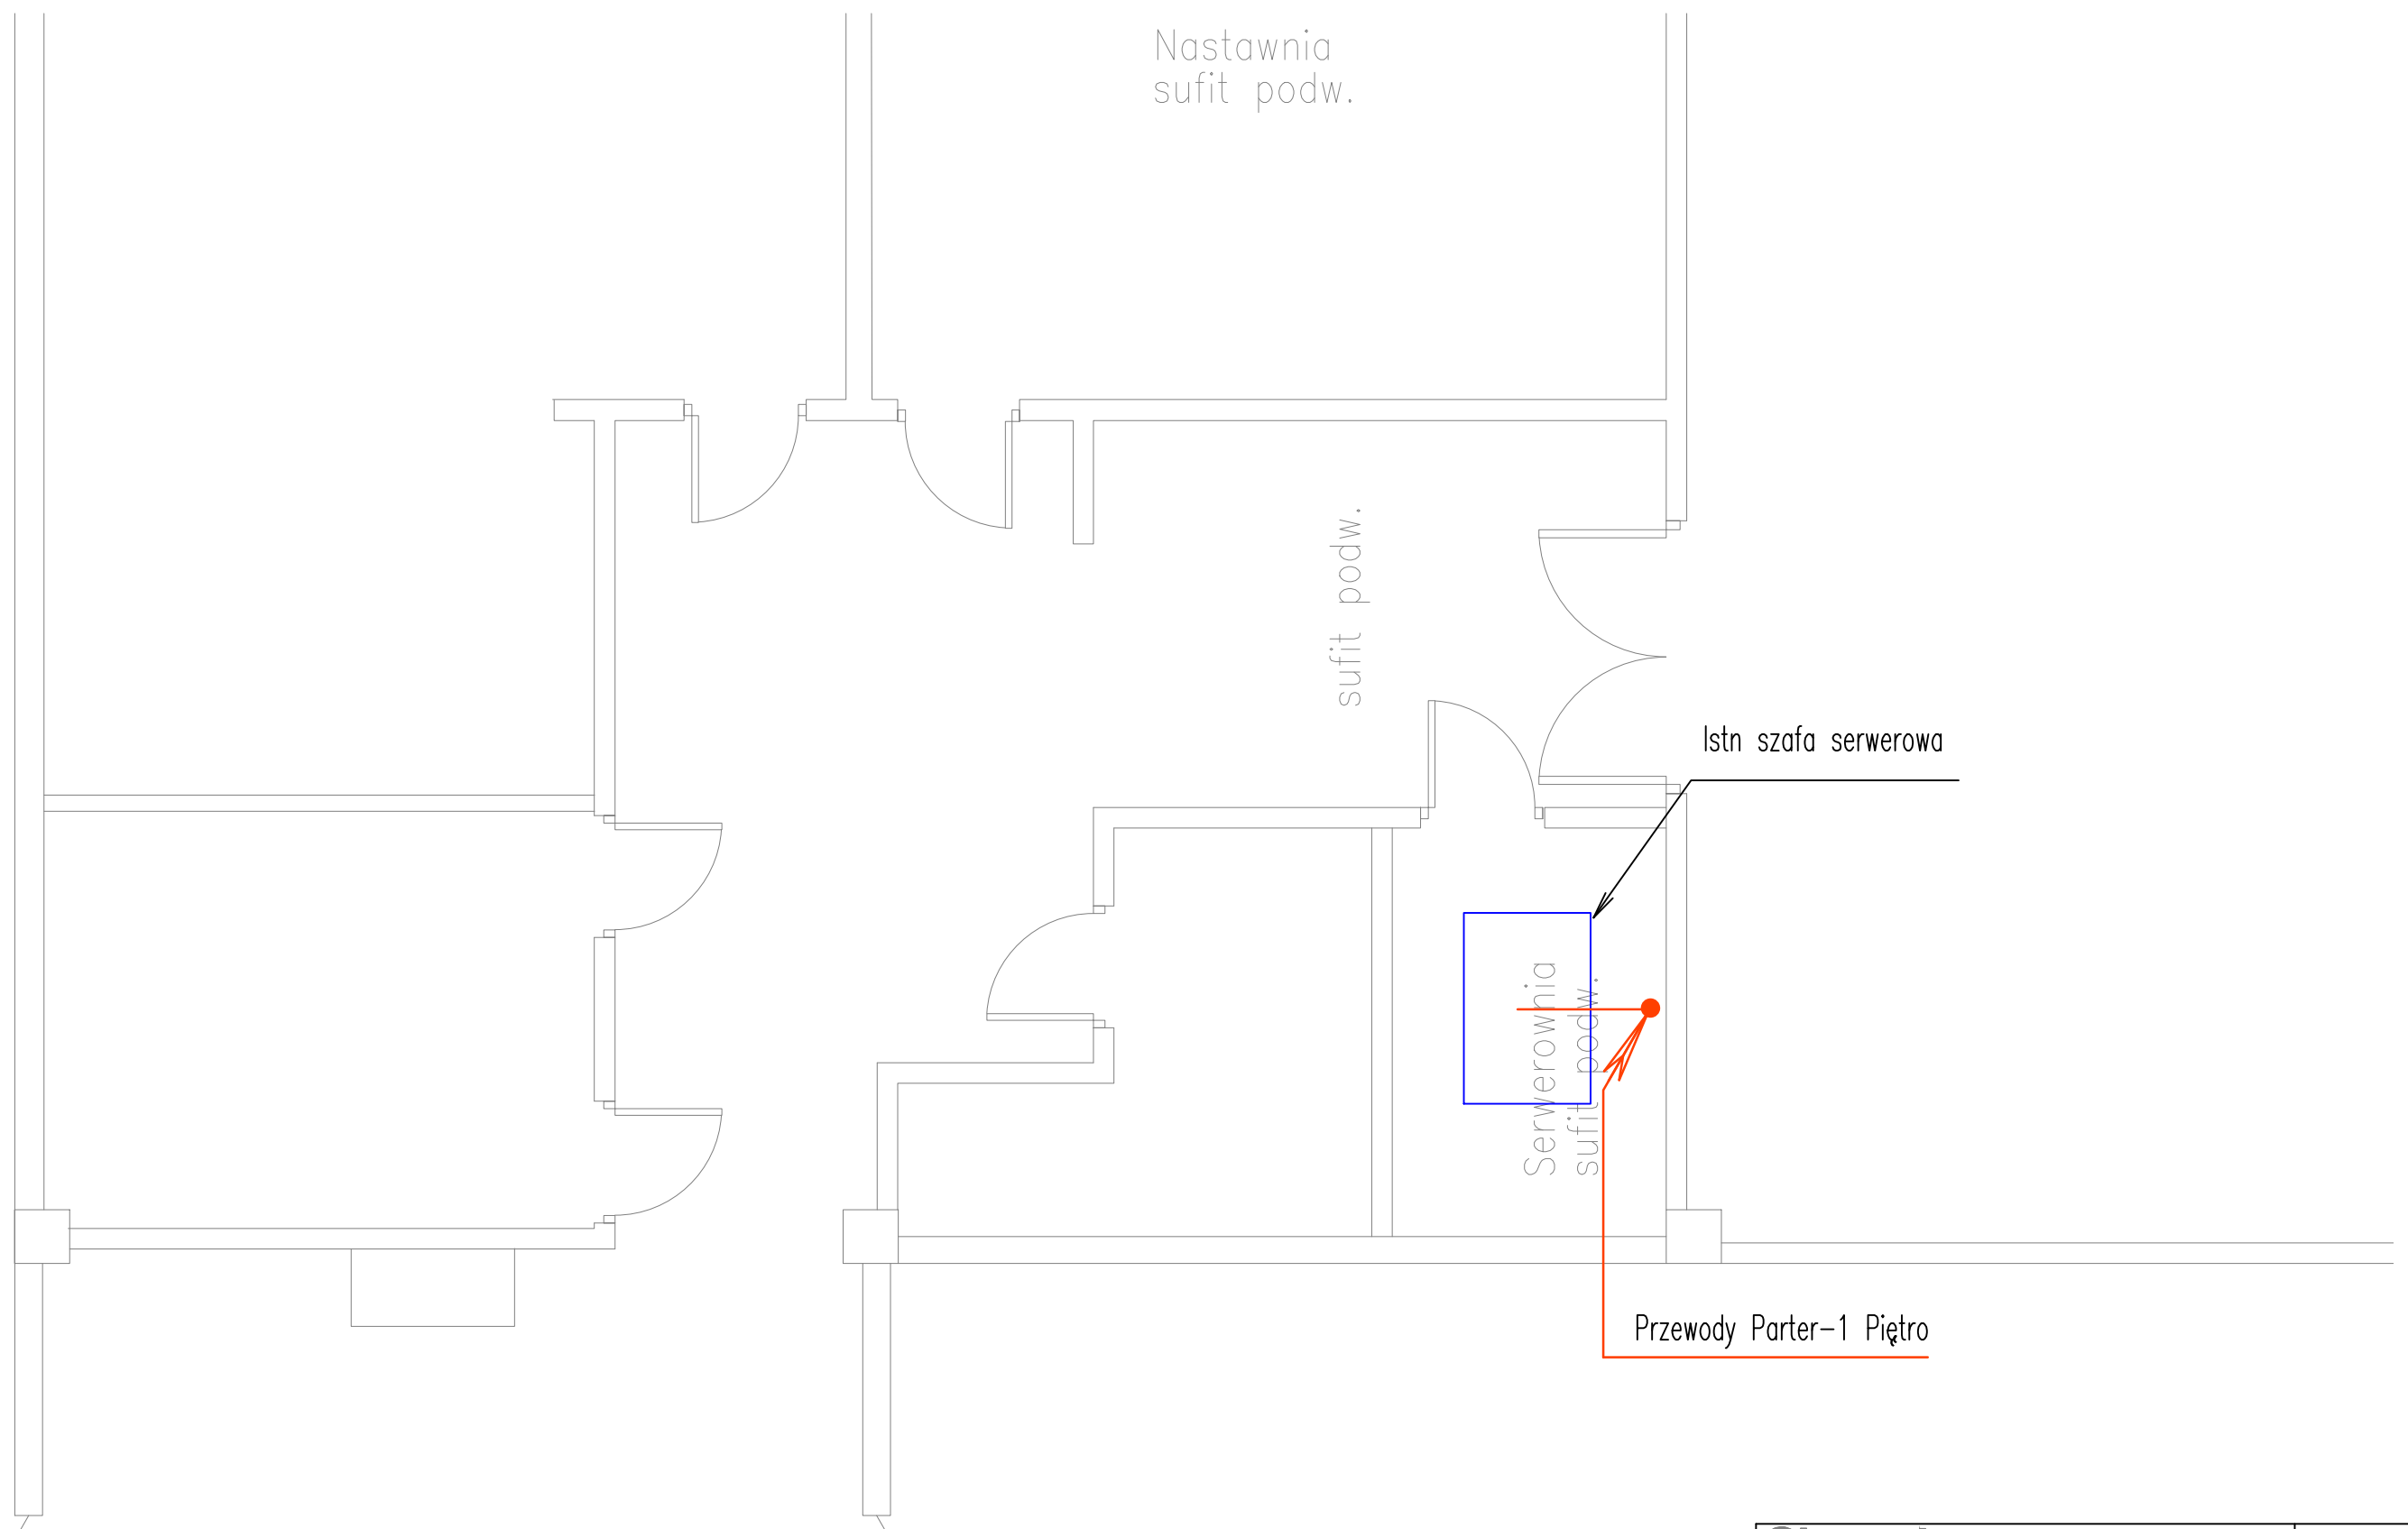 Nastawnia
sufit podw.
sufit podw.
Istn szafa serwerowa
Serwerownia
sufit podw.
Przewody Parter-1 Piętro